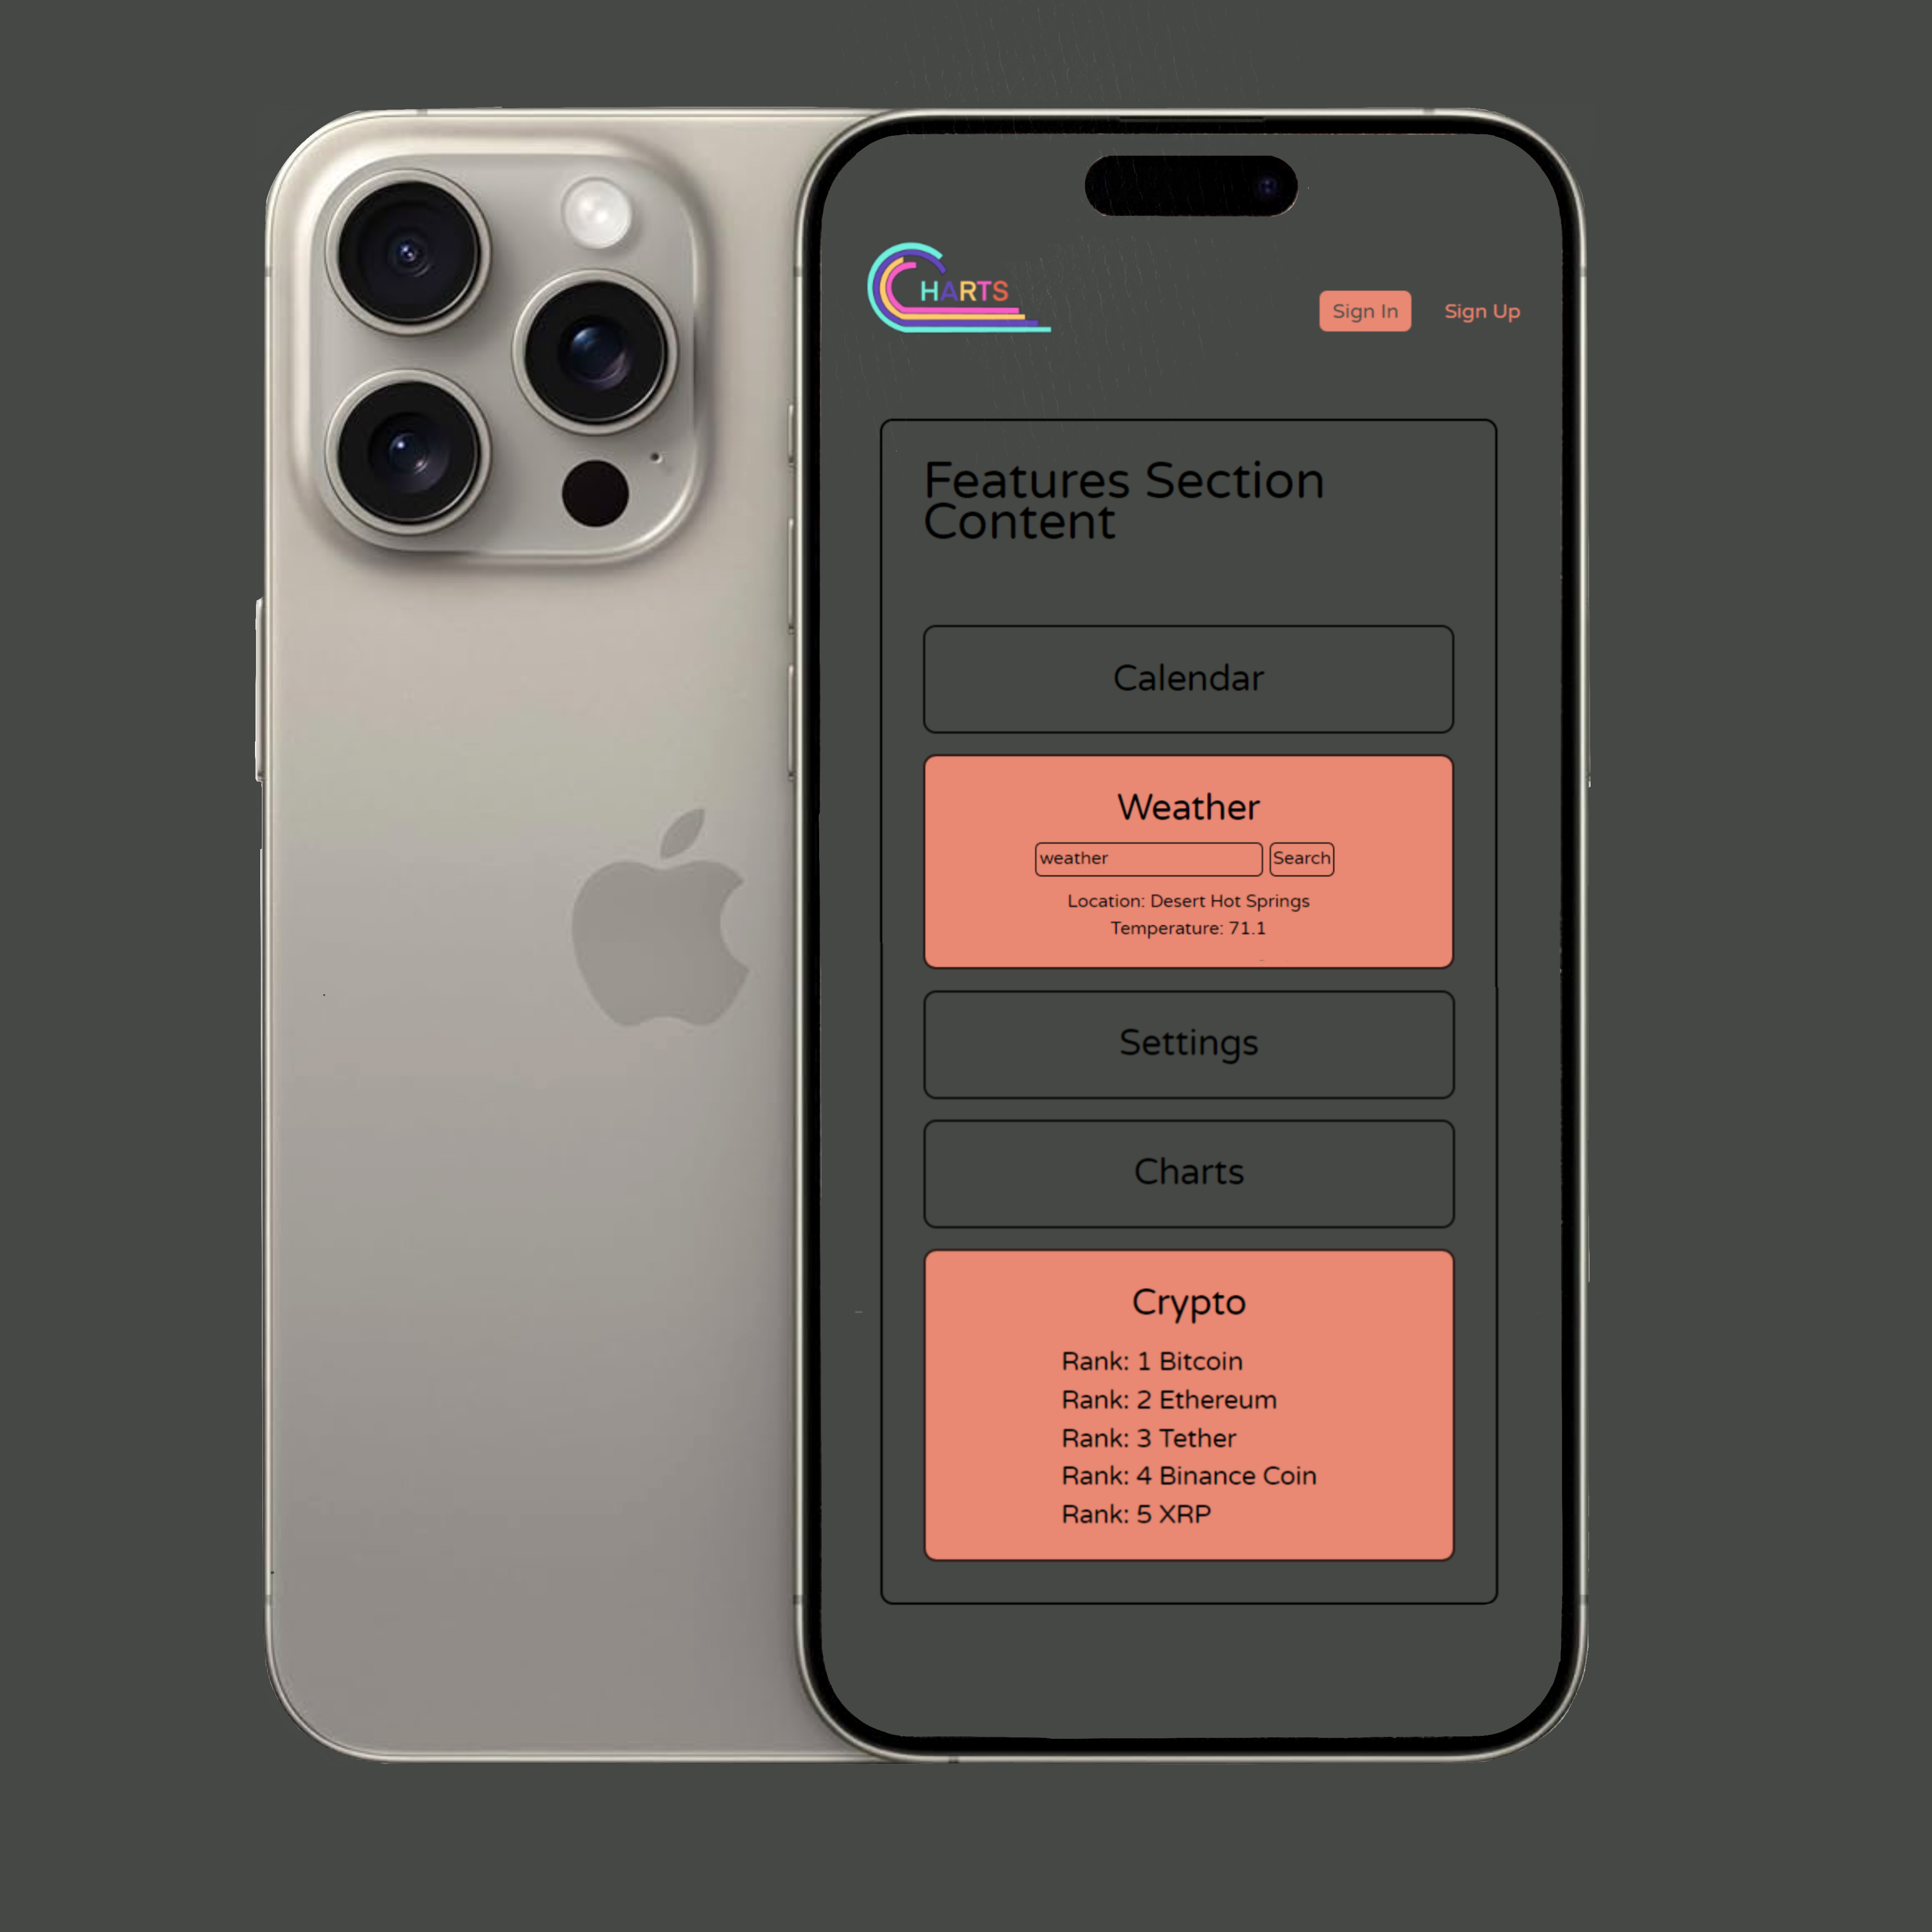 CHARTS
Sign In
Sign Up
Features Section
Content
Calendar
Weather
weather
Search
Location: Desert Hot Springs
Temperature: 71.1
Settings
Charts
Crypto
Rank: 1 Bitcoin
Rank: 2 Ethereum
Rank: 3 Tether
Rank: 4 Binance Coin
Rank: 5 XRP